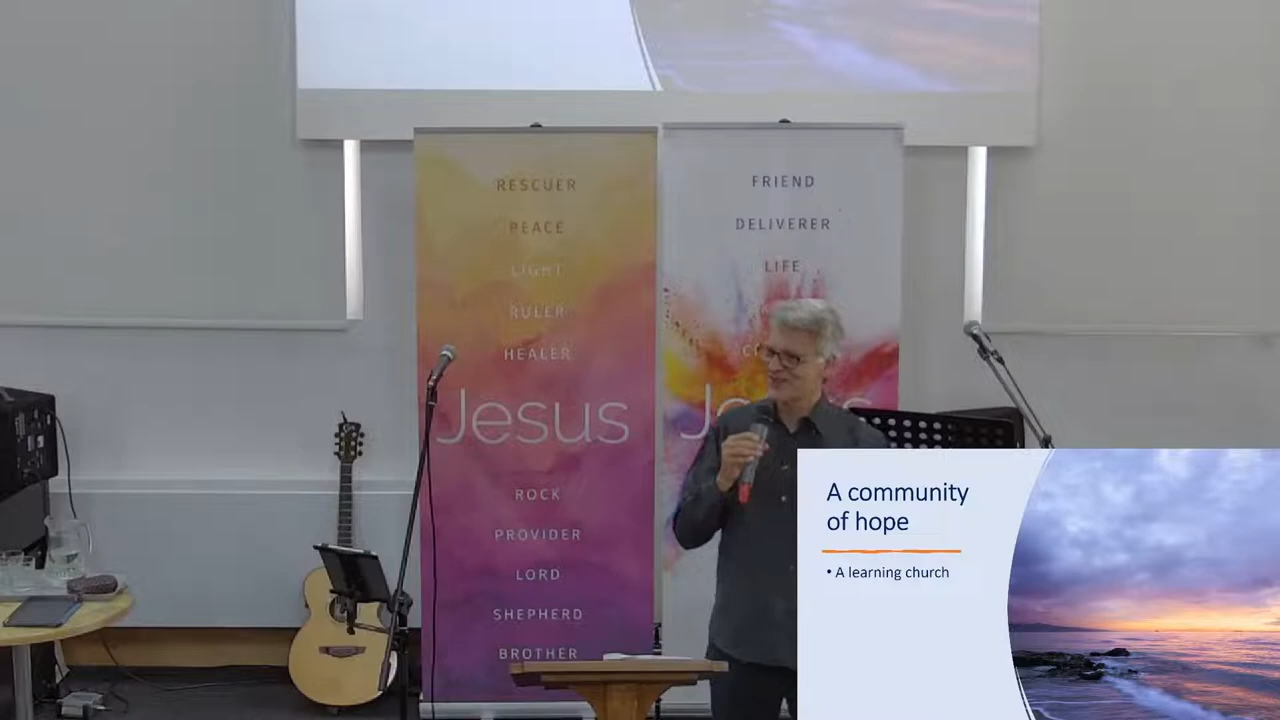 RESCUER
PEACE
LIGHT
RULER
HEALER
Jesus
ROCK
PROVIDER
LORD
SHEPHERD
BROTHER
FRIEND
DELIVERER
LIFE
A community
of hope
• A learning church